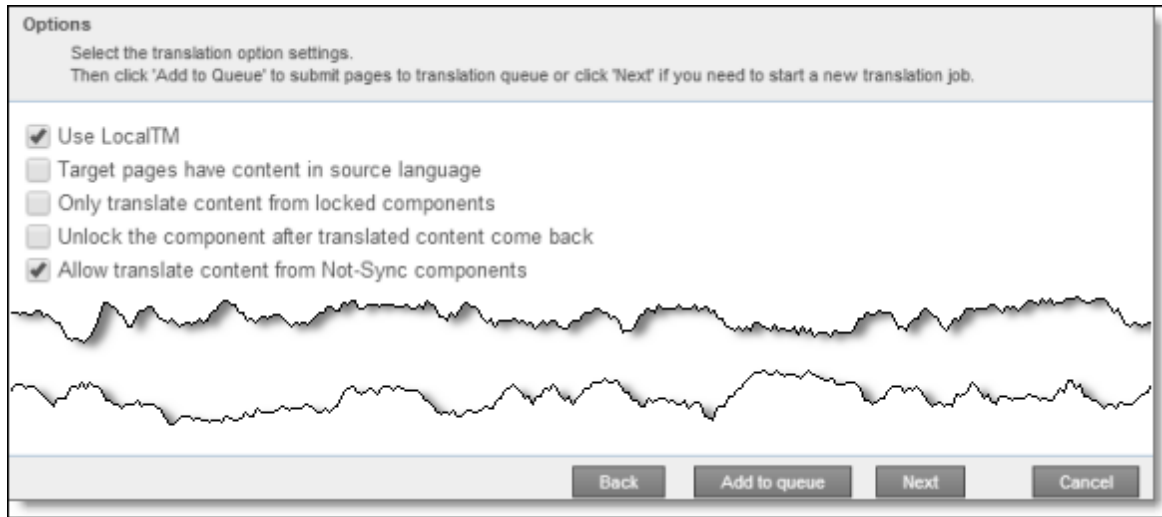 Options
Select the translation option settings.
Then click 'Add to Queue' to submit pages to translation queue or click 'Next' if you need to start a new translation job.
Use LocalTM
Target pages have content in source language
Only translate content from locked components
Unlock the component after translated content come back
Allow translate content from Not-Sync components
Back Add to queue Next Cancel